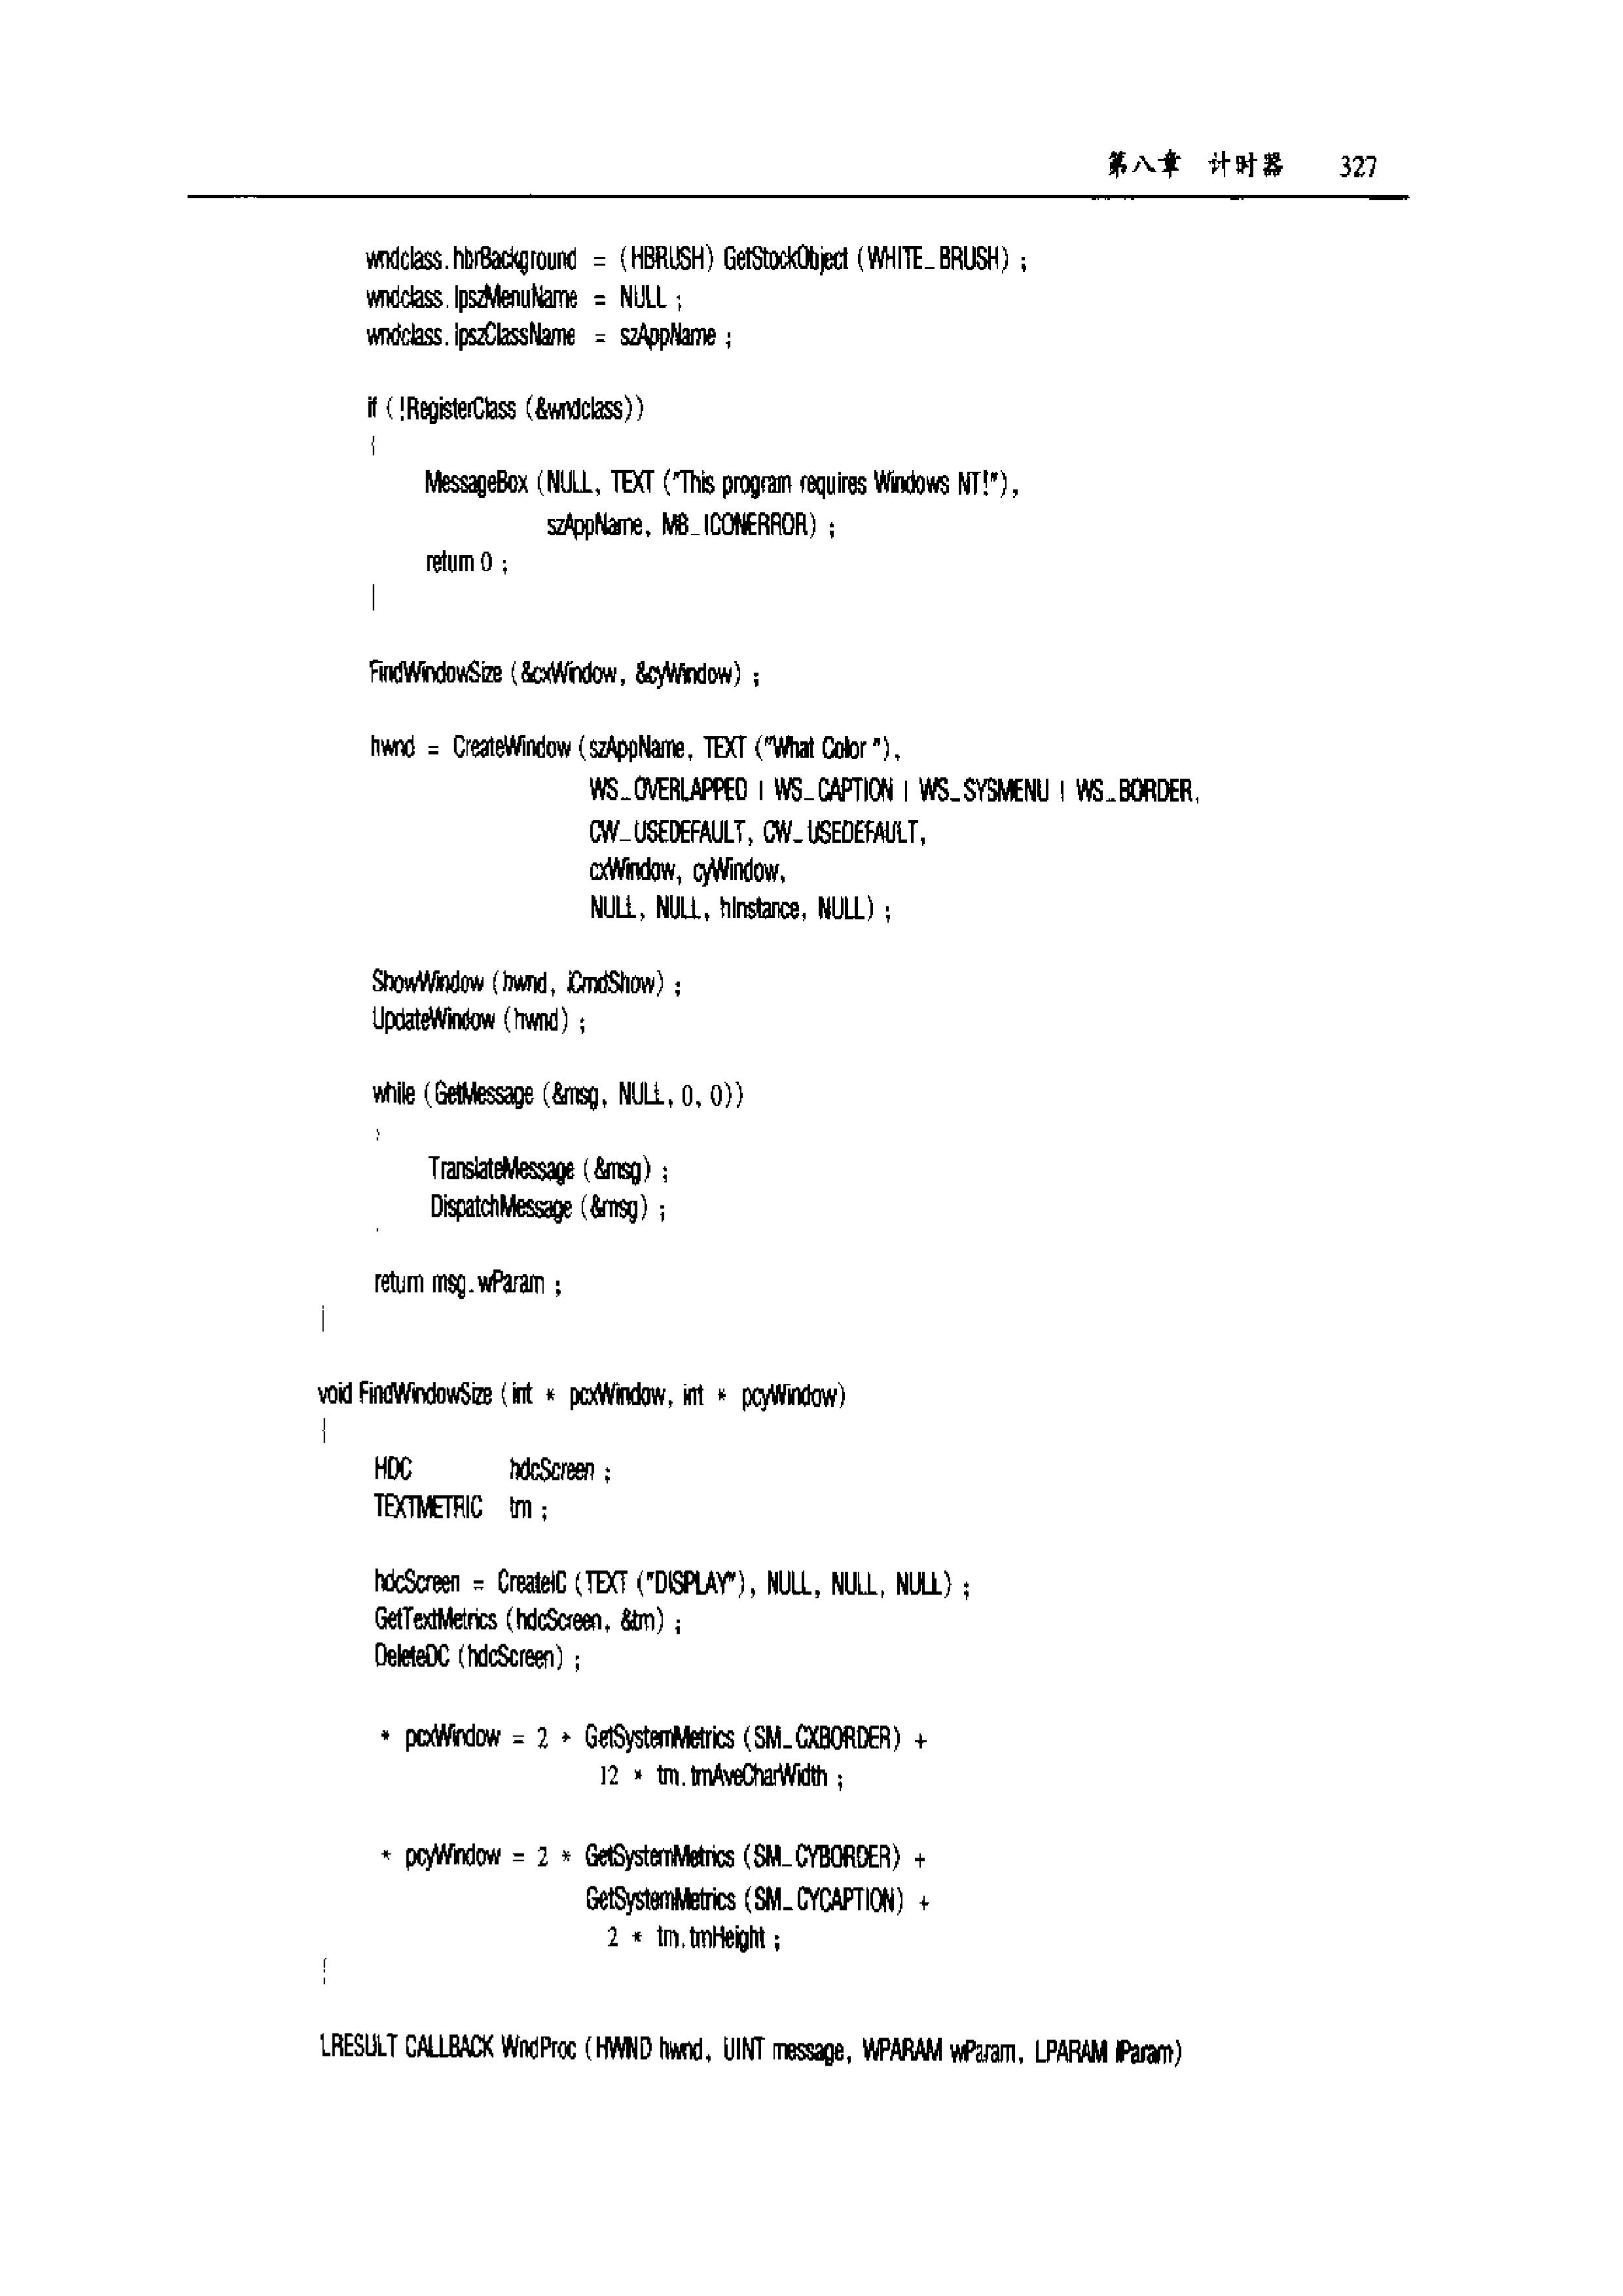 第八章 计时器 327
wndclass.hbrBackground = (HBRUSH) GetStockObject (WHITE_BRUSH) ;
wndclass.lpszMenuName = NULL ;
wndclass.lpszClassName = szAppName ;
if (!RegisterClass (&wndclass))
{
MessageBox (NULL, TEXT ("This program requires Windows NT!"),
szAppName, MB_ICONERROR) ;
return 0 ;
}
FindWindowSize (&cxWindow, &cyWindow) ;
hwnd = CreateWindow (szAppName, TEXT ("What Color"),
WS_OVERLAPPED | WS_CAPTION | WS_SYSMENU | WS_BORDER,
CW_USEDEFAULT, CW_USEDEFAULT,
cxWindow, cyWindow,
NULL, NULL, hInstance, NULL) ;
ShowWindow (hwnd, iCmdShow) ;
UpdateWindow (hwnd) ;
while (GetMessage (&msg, NULL, 0, 0))
TranslateMessage (&msg) ;
DispatchMessage (&msg) ;
return msg.wParam ;
}
void FindWindowSize (int * pcxWindow, int * pcyWindow)
{
HDC hdcScreen ;
TEXTMETRIC tm ;
hdcScreen = CreateIC (TEXT ("DISPLAY"), NULL, NULL, NULL) ;
GetTextMetrics (hdcScreen, &tm) ;
DeleteDC (hdcScreen) ;
* pcxWindow = 2 * GetSystemMetrics (SM_CXBORDER) +
12 * tm.tmAveCharWidth ;
* pcyWindow = 2 * GetSystemMetrics (SM_CYBORDER) +
GetSystemMetrics (SM_CYCAPTION) +
2 * tm.tmHeight ;
}
LRESULT CALLBACK WndProc (HWND hwnd, UINT message, WPARAM wParam, LPARAM lParam)